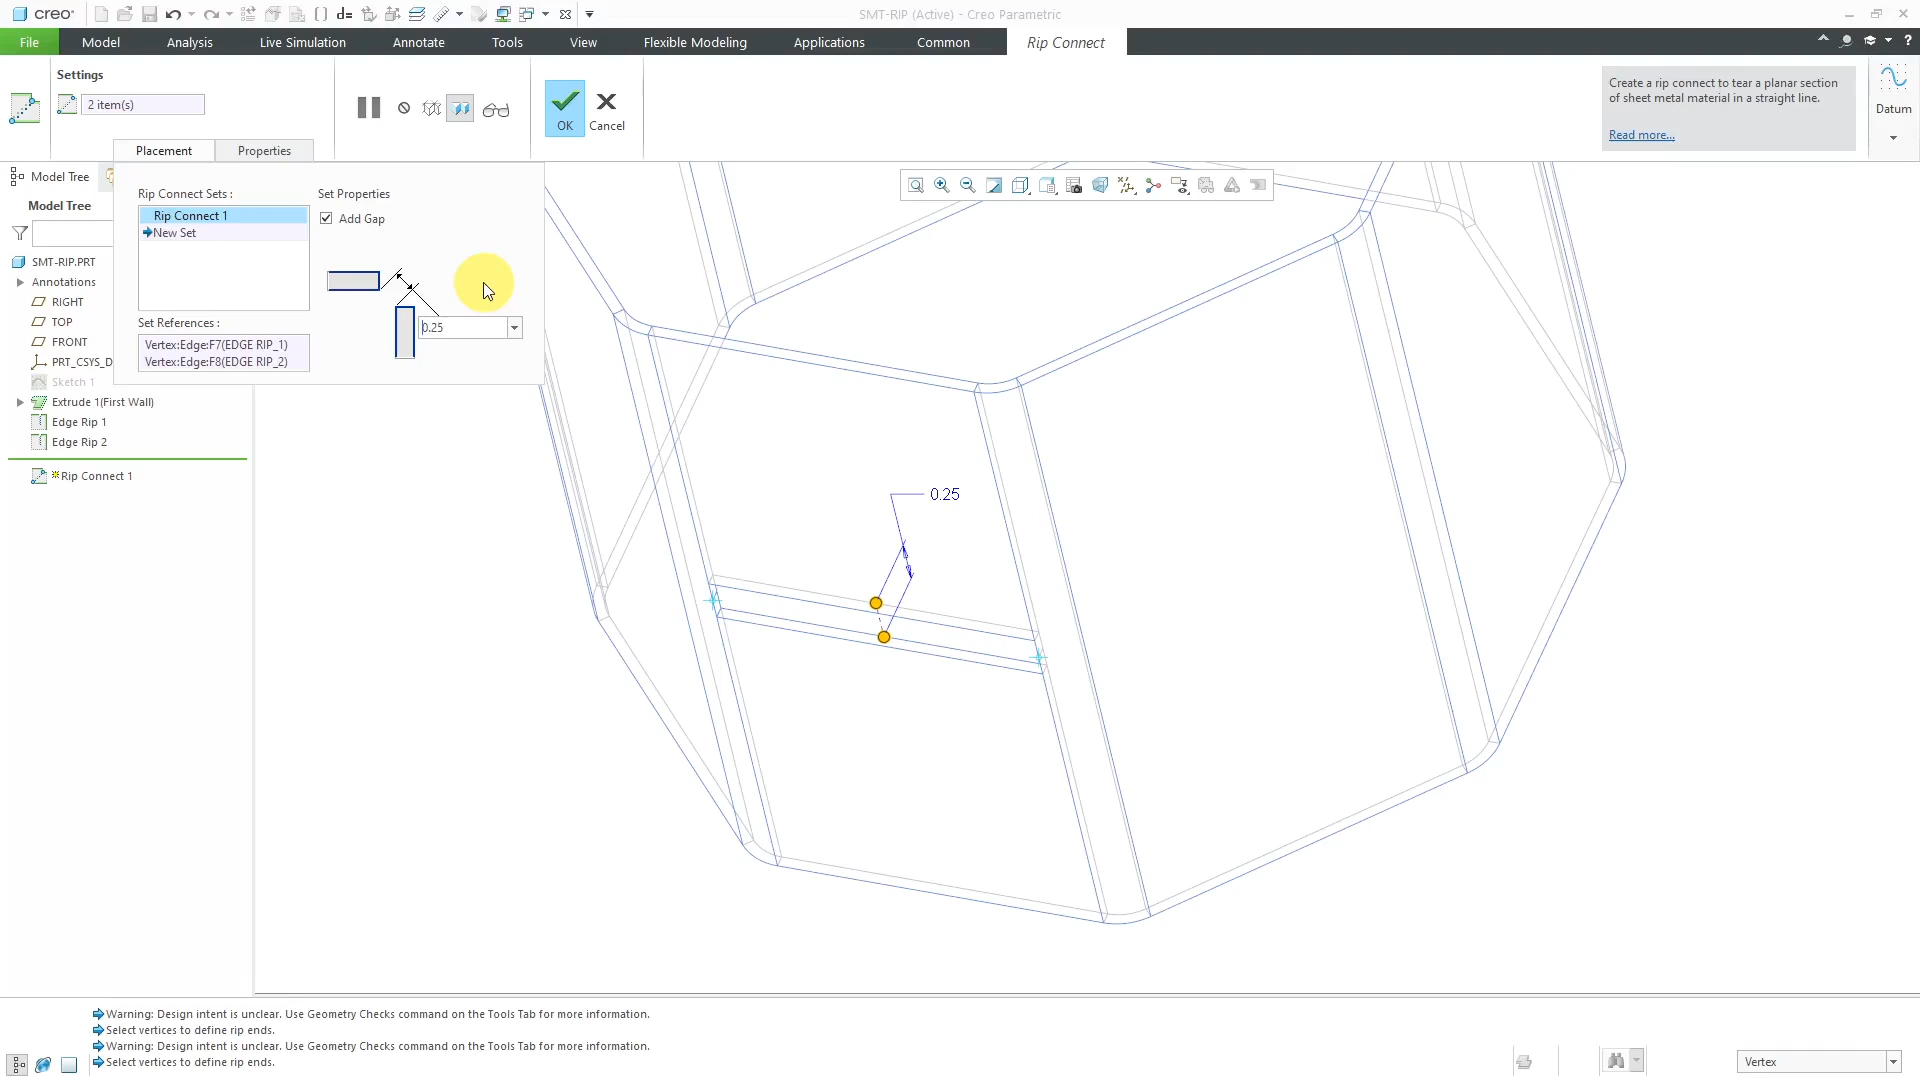 creo
SMT-RIP (Active) - Creo Parametric
File
Model
Analysis
Live Simulation
Annotate
Tools
View
Flexible Modeling
Applications
Common
Rip Connect
Settings
2 item(s)
OK
Cancel
Create a rip connect to tear a planar section
of sheet metal material in a straight line.
Read more...
Datum
Placement
Properties
Model Tree
Model Tree
Rip Connect Sets :
Rip Connect 1
New Set
Set Properties
Add Gap
0.25
Set References :
Vertex:Edge:F7(EDGE RIP_1)
Vertex:Edge:F8(EDGE RIP_2)
SMT-RIP.PRT
Annotations
RIGHT
TOP
FRONT
PRT_CSYS_D
Sketch 1
Extrude 1(First Wall)
Edge Rip 1
Edge Rip 2
Rip Connect 1
0.25
Warning: Design intent is unclear. Use Geometry Checks command on the Tools Tab for more information.
Select vertices to define rip ends.
Warning: Design intent is unclear. Use Geometry Checks command on the Tools Tab for more information.
Select vertices to define rip ends.
Vertex